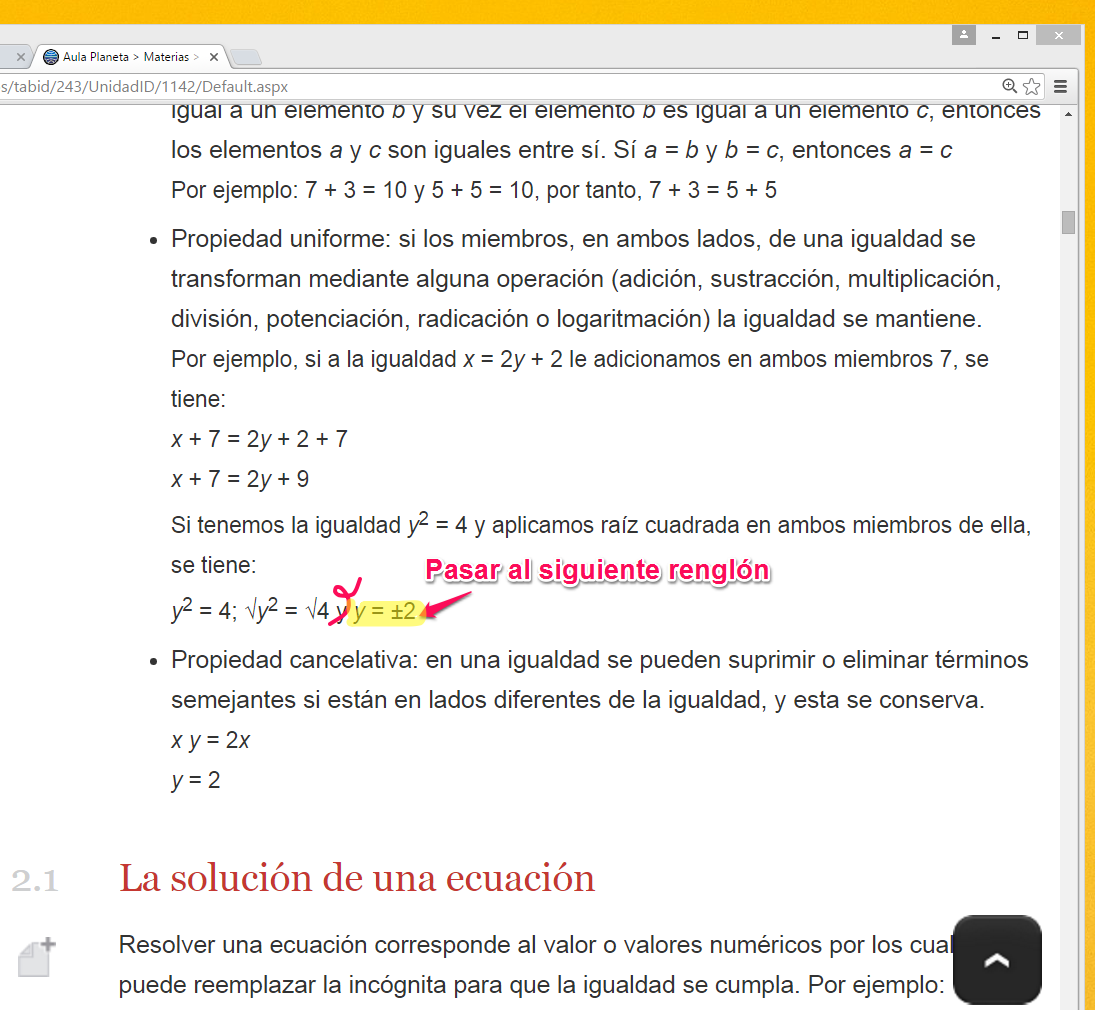 Aula Planeta > Materias >
s/tabid/243/UnidadID/1142/Default.aspx
igual a un elemento b y su vez el elemento b es igual a un elemento c, entonces
los elementos a y c son iguales entre sí. Sí a = b y b = c, entonces a = c
Por ejemplo: 7 + 3 = 10 y 5 + 5 = 10, por tanto, 7 + 3 = 5 + 5
• Propiedad uniforme: si los miembros, en ambos lados, de una igualdad se
transforman mediante alguna operación (adición, sustracción, multiplicación,
división, potenciación, radicación o logaritmación) la igualdad se mantiene.
Por ejemplo, si a la igualdad x = 2y + 2 le adicionamos en ambos miembros 7, se
tiene:
x + 7 = 2y + 2 + 7
x + 7 = 2y + 9
Si tenemos la igualdad y² = 4 y aplicamos raíz cuadrada en ambos miembros de ella,
se tiene:
Pasar al siguiente renglón
y² = 4; √y² = √4 y y = ±2
• Propiedad cancelativa: en una igualdad se pueden suprimir o eliminar términos
semejantes si están en lados diferentes de la igualdad, y esta se conserva.
x y = 2x
y = 2
2.1 La solución de una ecuación
Resolver una ecuación corresponde al valor o valores numéricos por los cual
puede reemplazar la incógnita para que la igualdad se cumpla. Por ejemplo: